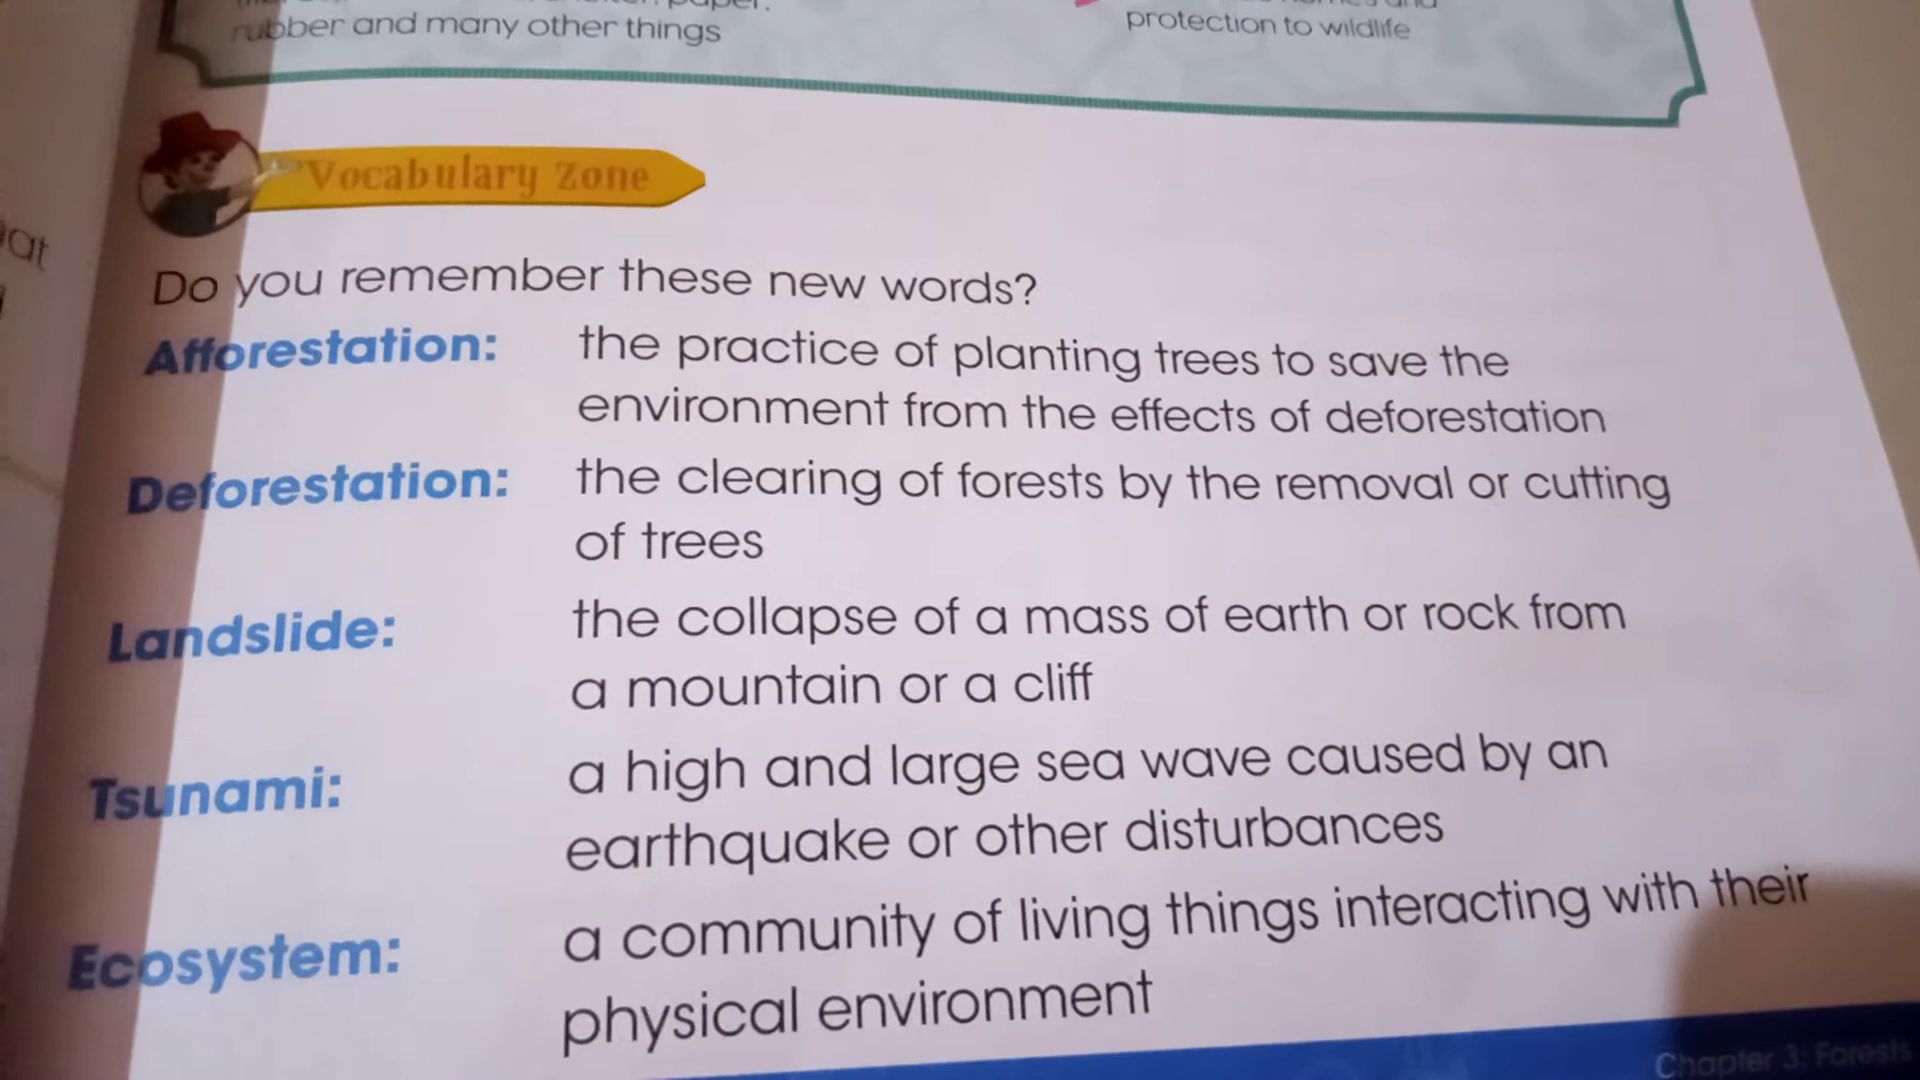 paper.
rubber and many other things
and
protection to wildlife
at
Vocabulary Zone
Do you remember these new words?
Afforestation: the practice of planting trees to save the
environment from the effects of deforestation
Deforestation: the clearing of forests by the removal or cutting
of trees
Landslide: the collapse of a mass of earth or rock from
a mountain or a cliff
Tsunami: a high and large sea wave caused by an
earthquake or other disturbances
Ecosystem: a community of living things interacting with their
physical environment
Chapter 3: Forests